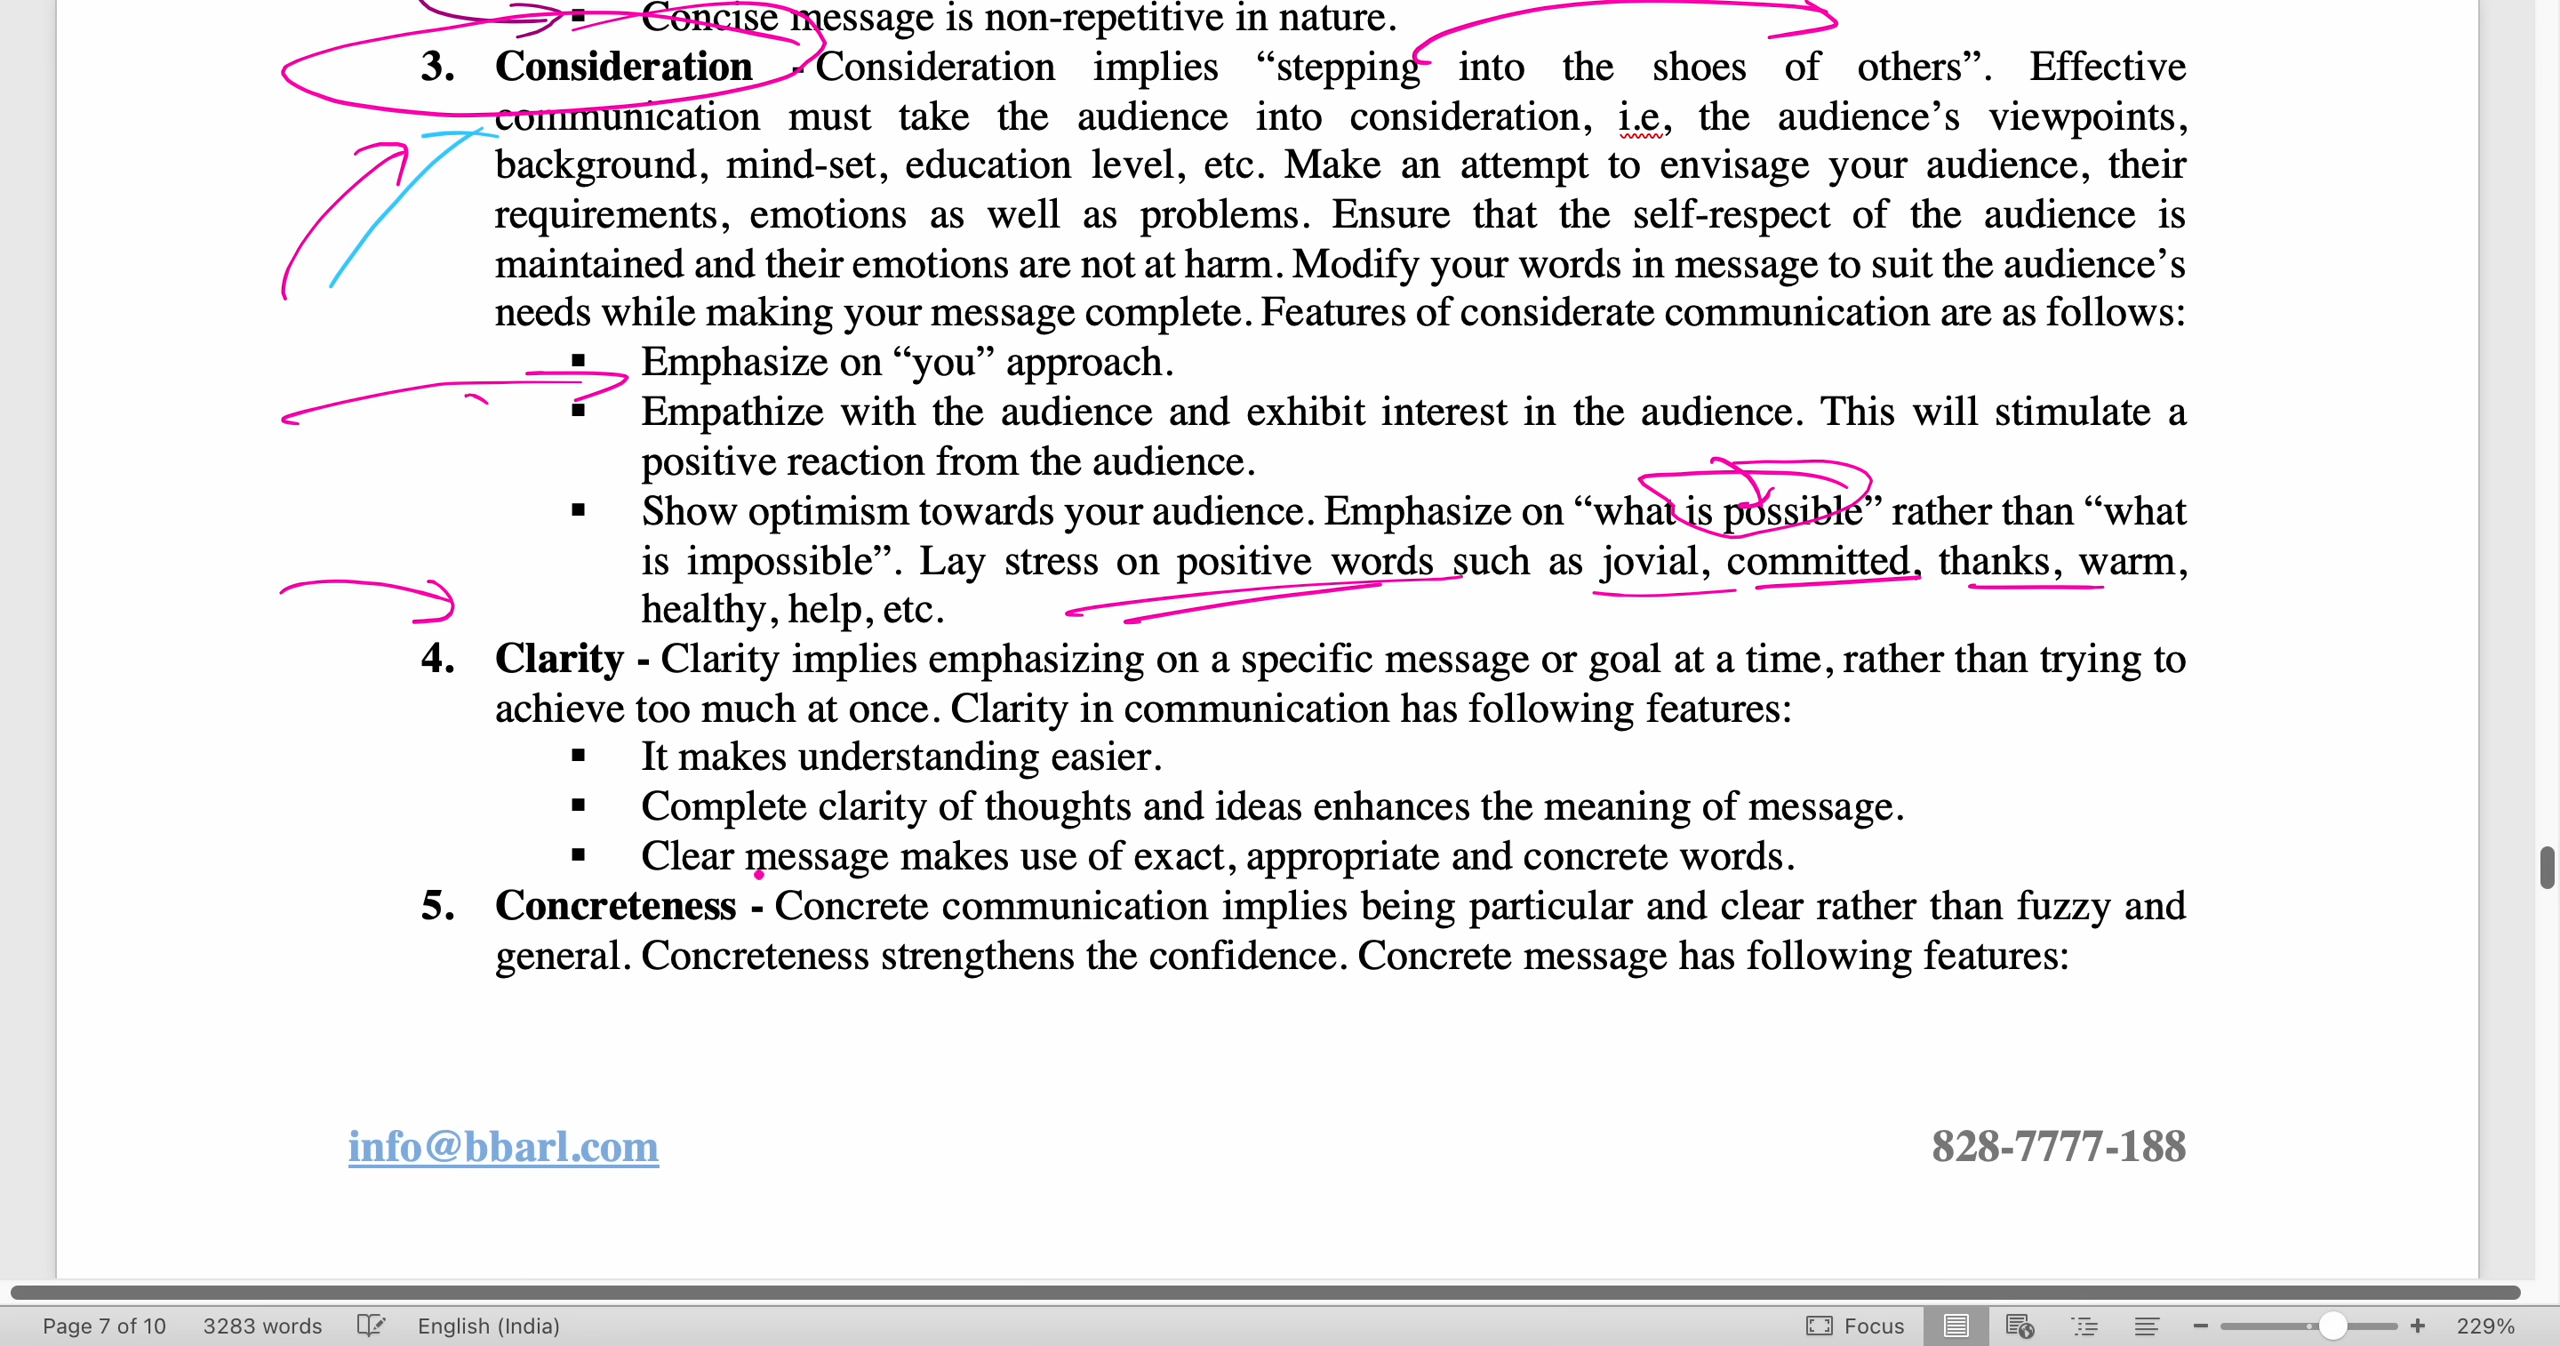 ▪ Concise message is non-repetitive in nature.
3. Consideration - Consideration implies “stepping into the shoes of others”. Effective
communication must take the audience into consideration, i.e, the audience’s viewpoints,
background, mind-set, education level, etc. Make an attempt to envisage your audience, their
requirements, emotions as well as problems. Ensure that the self-respect of the audience is
maintained and their emotions are not at harm. Modify your words in message to suit the audience’s
needs while making your message complete. Features of considerate communication are as follows:
▪ Emphasize on “you” approach.
▪ Empathize with the audience and exhibit interest in the audience. This will stimulate a
positive reaction from the audience.
▪ Show optimism towards your audience. Emphasize on “what is possible” rather than “what
is impossible”. Lay stress on positive words such as jovial, committed, thanks, warm,
healthy, help, etc.
4. Clarity - Clarity implies emphasizing on a specific message or goal at a time, rather than trying to
achieve too much at once. Clarity in communication has following features:
▪ It makes understanding easier.
▪ Complete clarity of thoughts and ideas enhances the meaning of message.
▪ Clear message makes use of exact, appropriate and concrete words.
5. Concreteness - Concrete communication implies being particular and clear rather than fuzzy and
general. Concreteness strengthens the confidence. Concrete message has following features:
info@bbarl.com 828-7777-188
Page 7 of 10 3283 words English (India) Focus 229%